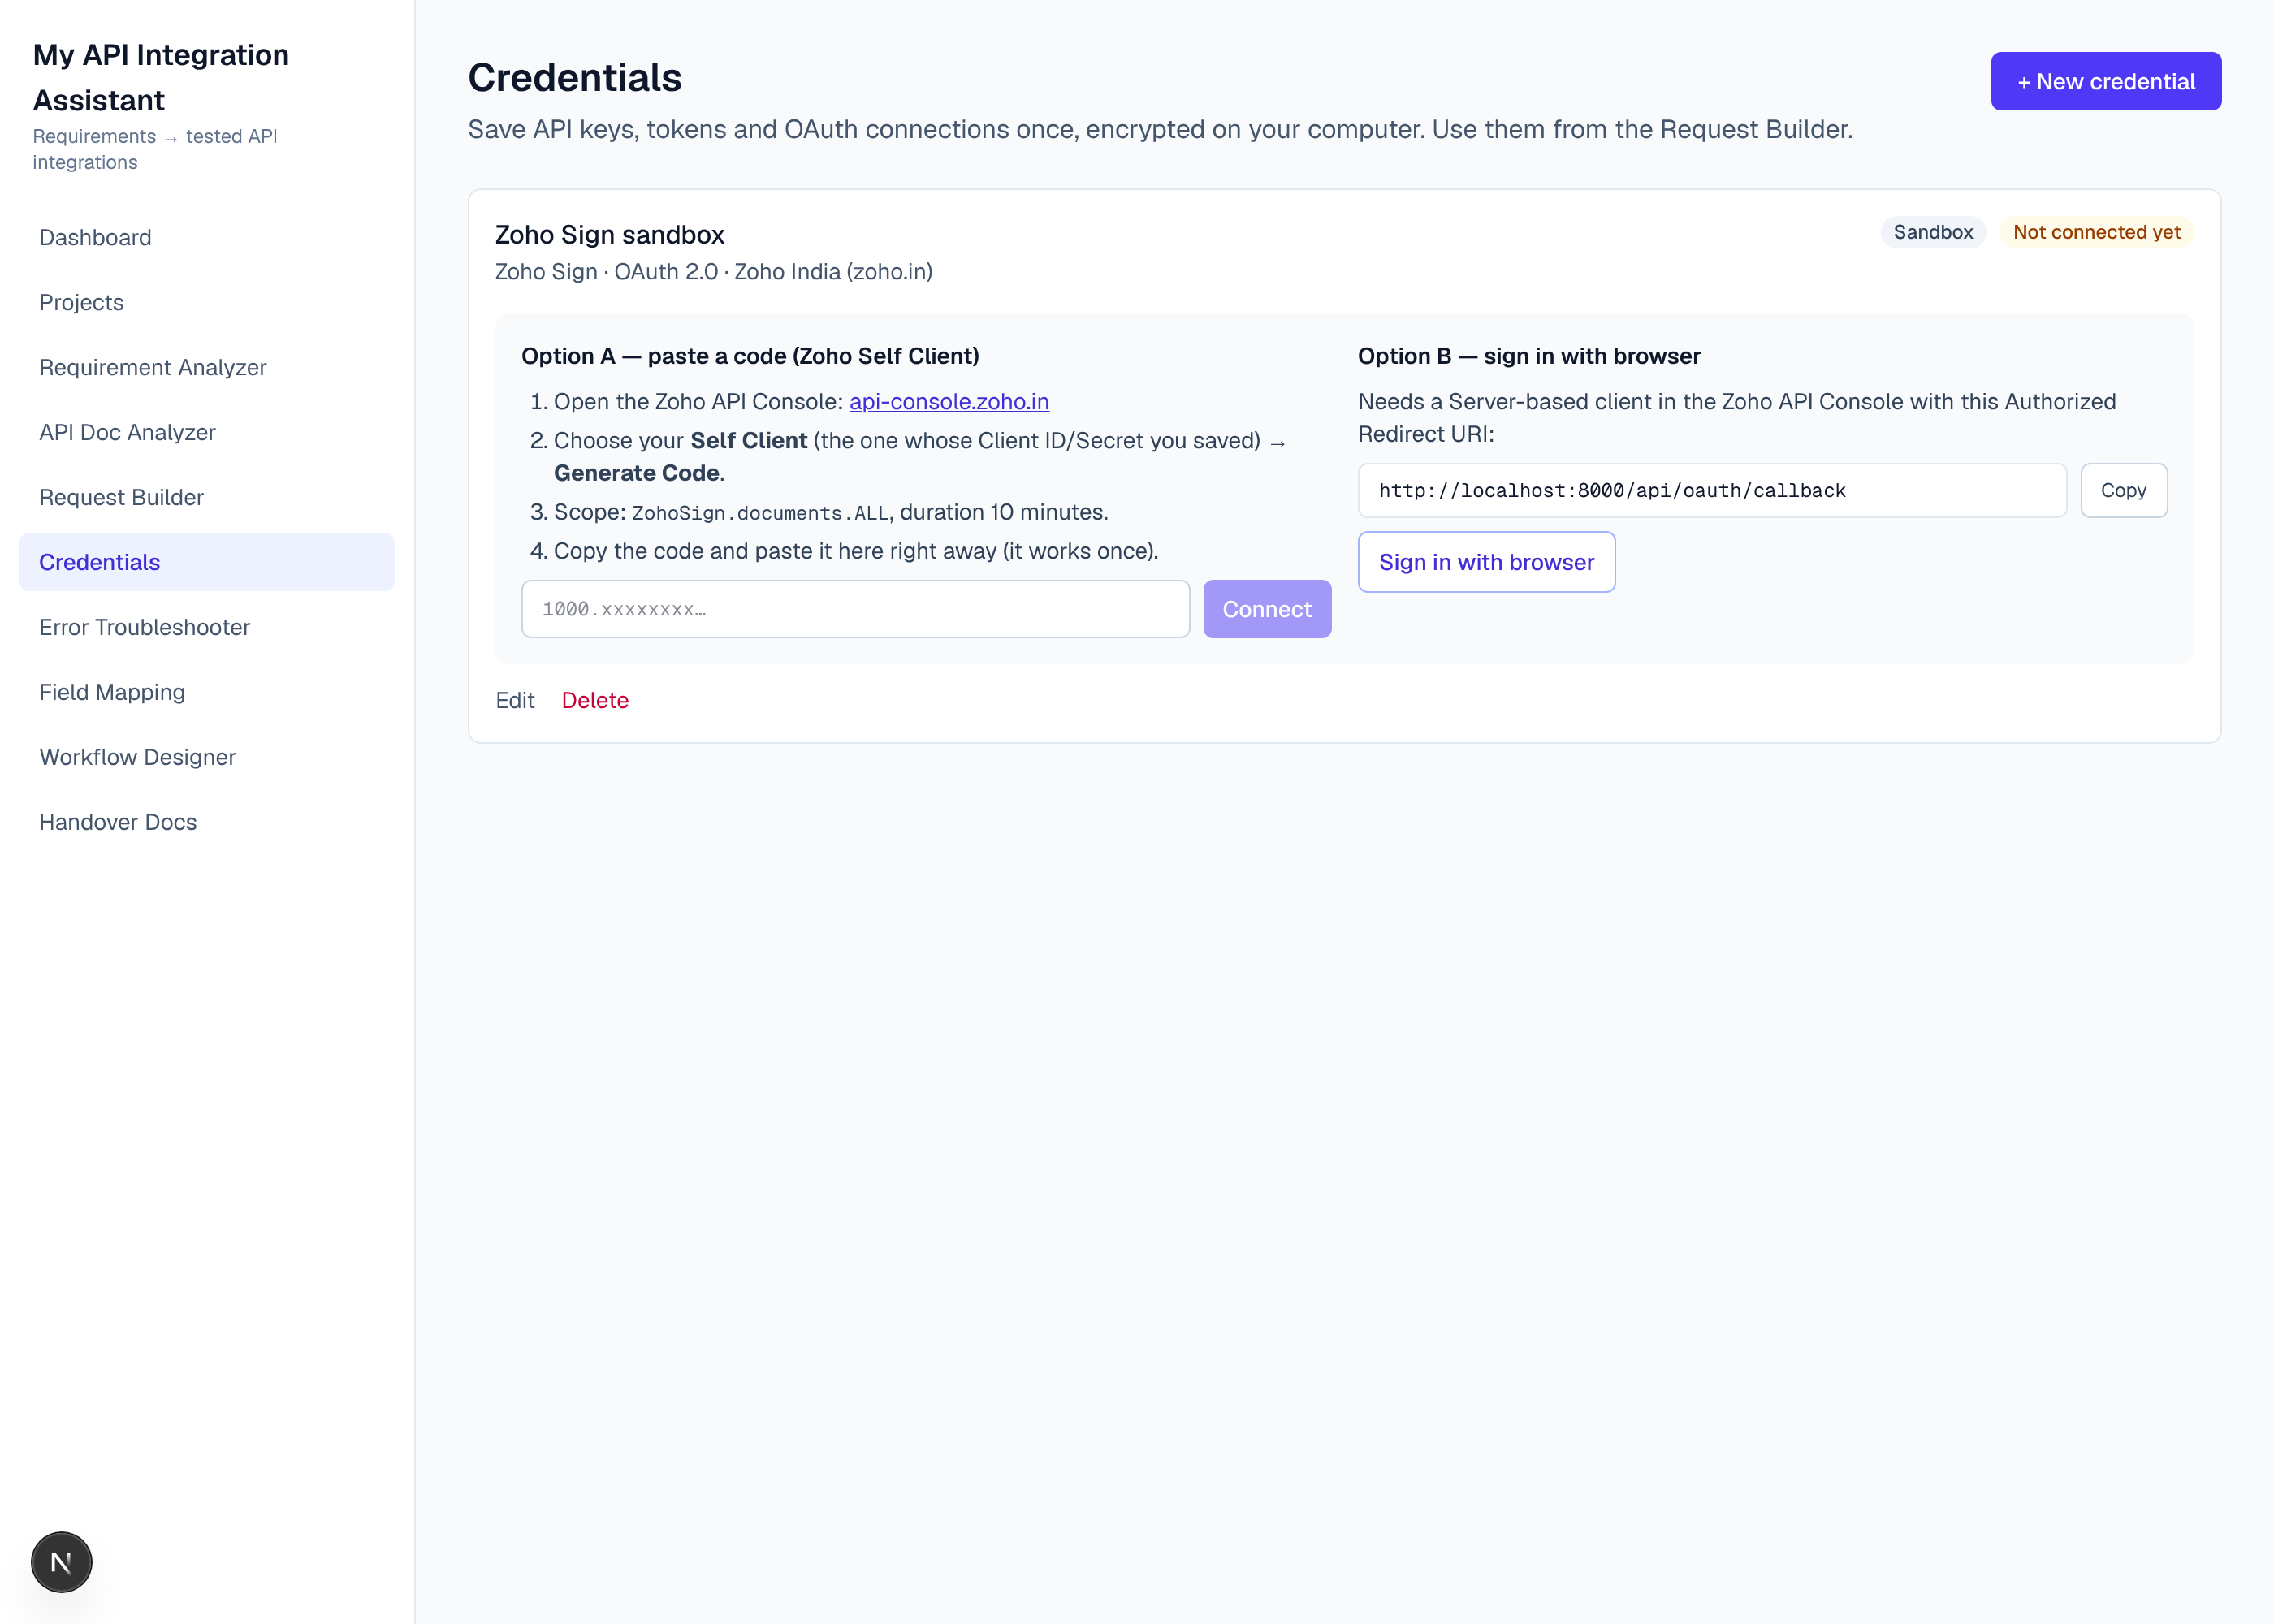 My API Integration
Assistant
Requirements → tested API
integrations
Dashboard
Projects
Requirement Analyzer
API Doc Analyzer
Request Builder
Credentials
Error Troubleshooter
Field Mapping
Workflow Designer
Handover Docs
N
Credentials
+ New credential
Save API keys, tokens and OAuth connections once, encrypted on your computer. Use them from the Request Builder.
Zoho Sign sandbox
Sandbox
Not connected yet
Zoho Sign · OAuth 2.0 · Zoho India (zoho.in)
Option A — paste a code (Zoho Self Client)
1. Open the Zoho API Console: api-console.zoho.in
2. Choose your Self Client (the one whose Client ID/Secret you saved) →
Generate Code.
3. Scope: ZohoSign.documents.ALL, duration 10 minutes.
4. Copy the code and paste it here right away (it works once).
1000.xxxxxxxx…
Connect
Option B — sign in with browser
Needs a Server-based client in the Zoho API Console with this Authorized
Redirect URI:
http://localhost:8000/api/oauth/callback
Copy
Sign in with browser
Edit
Delete